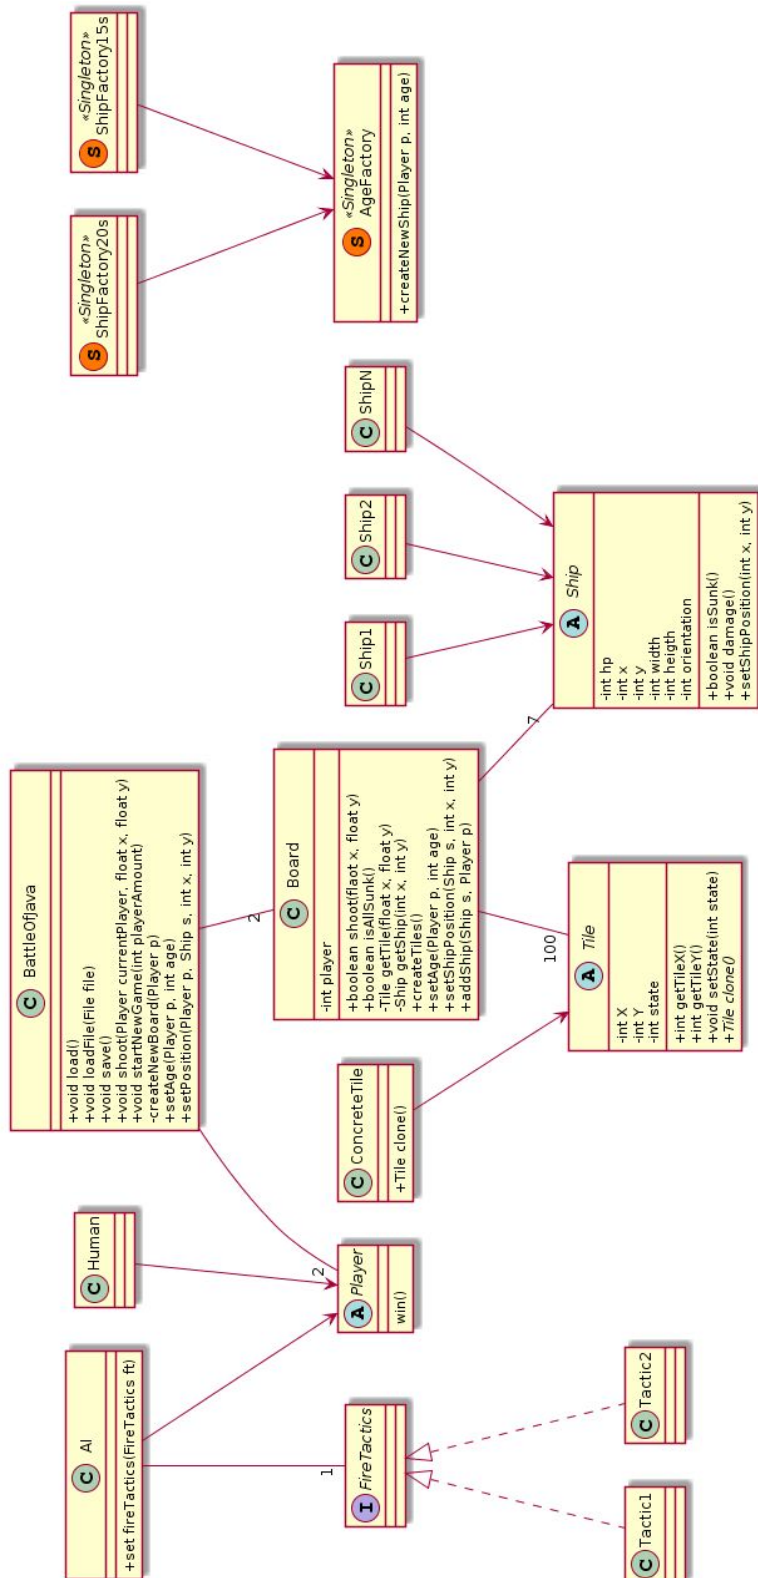 C AI
+set fireTactics(FireTactics ft)
C Human
C BattleOfJava
+void load()
+void loadFile(File file)
+void save()
+void shoot(Player currentPlayer, float x, float y)
+void startNewGame(int playerAmount)
-createNewBoard(Player p)
+setAge(Player p, int age)
+setPosition(Player p, Ship s, int x, int y)
«Singleton»
S ShipFactory20s
«Singleton»
S ShipFactory15s
1
2
2
I FireTactics
A Player
win()
C ConcreteTile
+Tile clone()
C Board
-int player
+boolean shoot(flaot x, float y)
+boolean isAllSunk()
-Tile getTile(float x, float y)
-Ship getShip(int x, int y)
+createTiles()
+setAge(Player p, int age)
+setShipPosition(Ship s, int x, int y)
+addShip(Ship s, Player p)
C Ship1
C Ship2
C ShipN
«Singleton»
S AgeFactory
+createNewShip(Player p, int age)
100
7
C Tactic1
C Tactic2
A Tile
-int X
-int Y
-int state
+int getTileX()
+int getTileY()
+void setState(int state)
+Tile clone()
A Ship
-int hp
-int x
-int y
-int width
-int heigth
-int orientation
+boolean isSunk()
+void damage()
+setShipPosition(int x, int y)